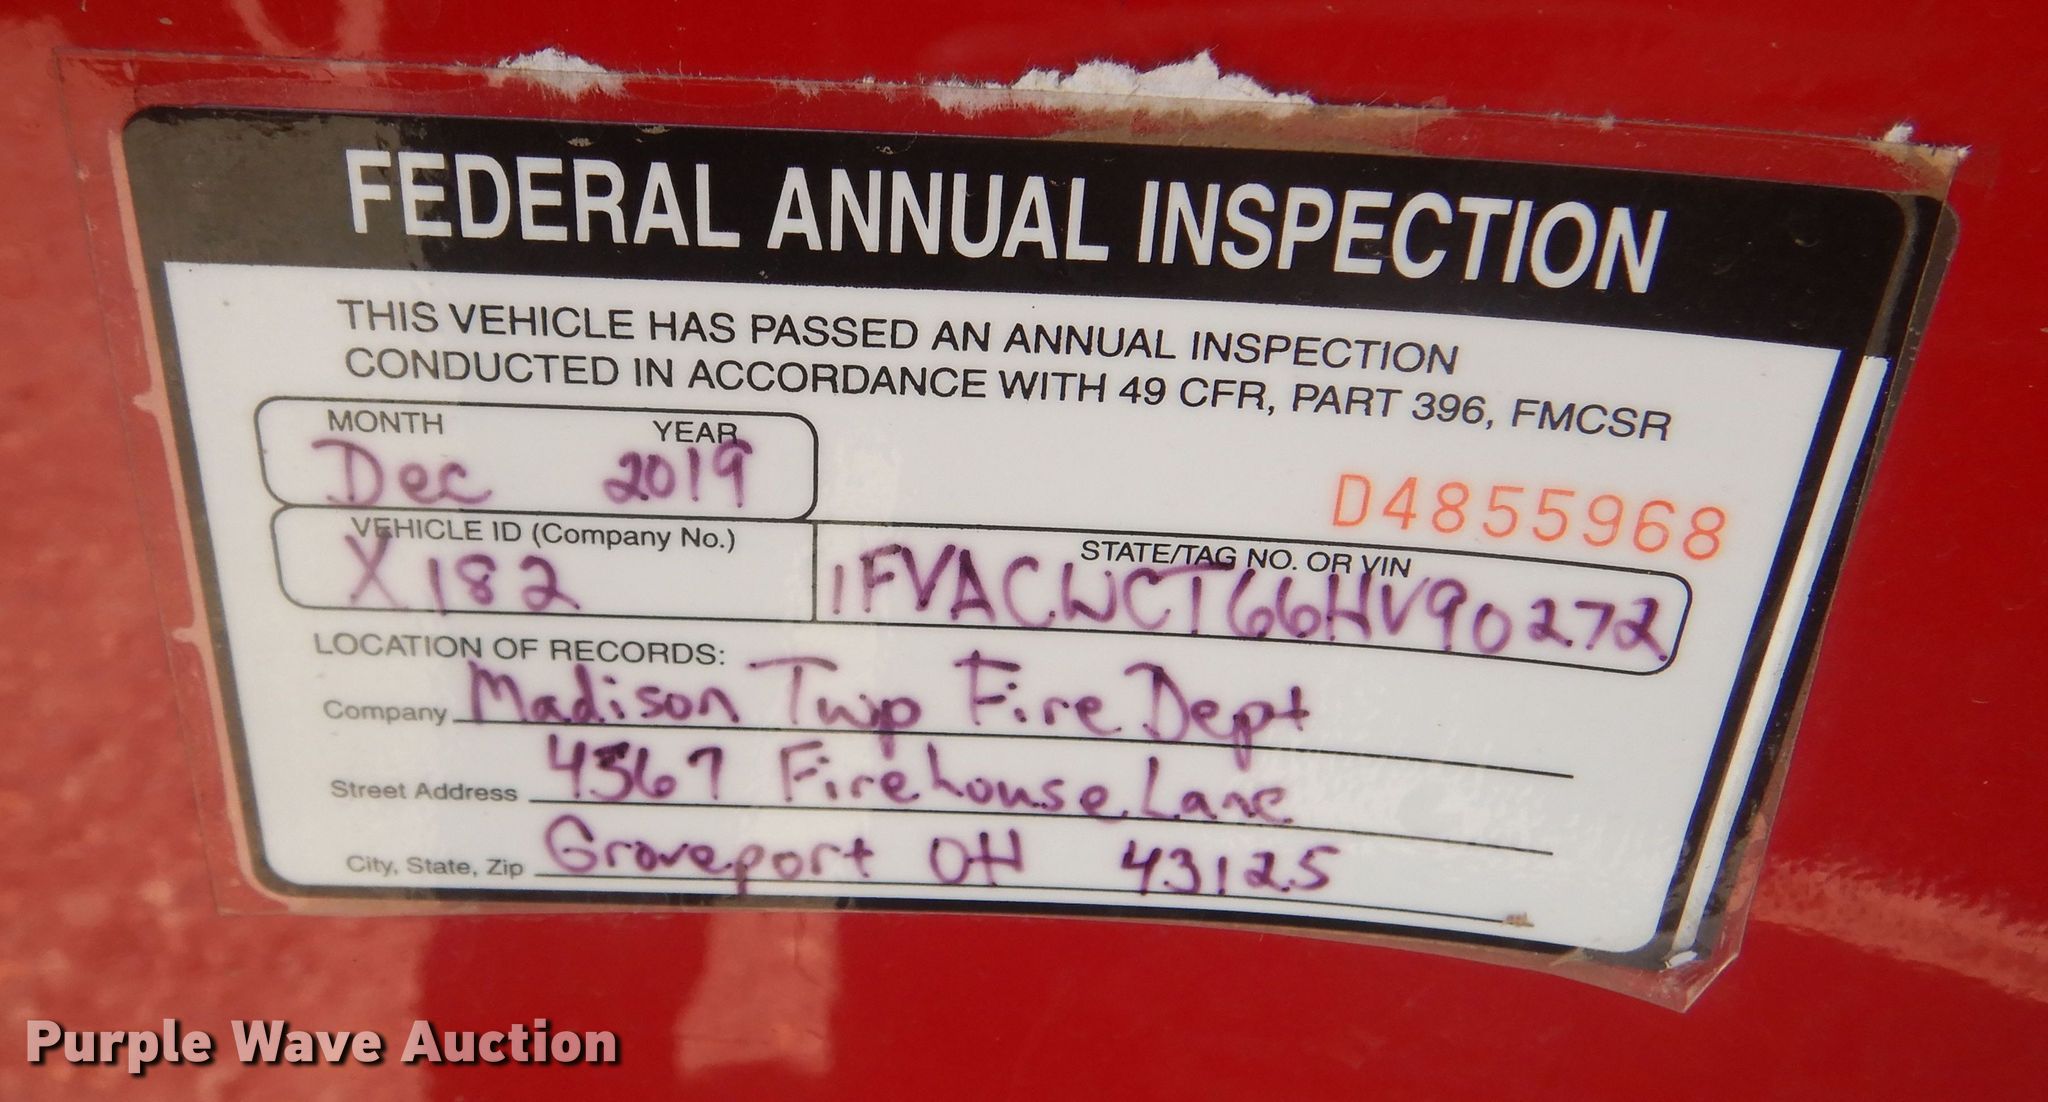 FEDERAL ANNUAL INSPECTION
THIS VEHICLE HAS PASSED AN ANNUAL INSPECTION
CONDUCTED IN ACCORDANCE WITH 49 CFR, PART 396, FMCSR
MONTH YEAR
Dec 2019
D4855968
VEHICLE ID (Company No.)
X182
STATE/TAG NO. OR VIN
1FVACWCT66HV90272
LOCATION OF RECORDS:
Company Madison Twp Fire Dept
Street Address 4567 Firehouse Lane
City, State, Zip Groveport OH 43125
Purple Wave Auction